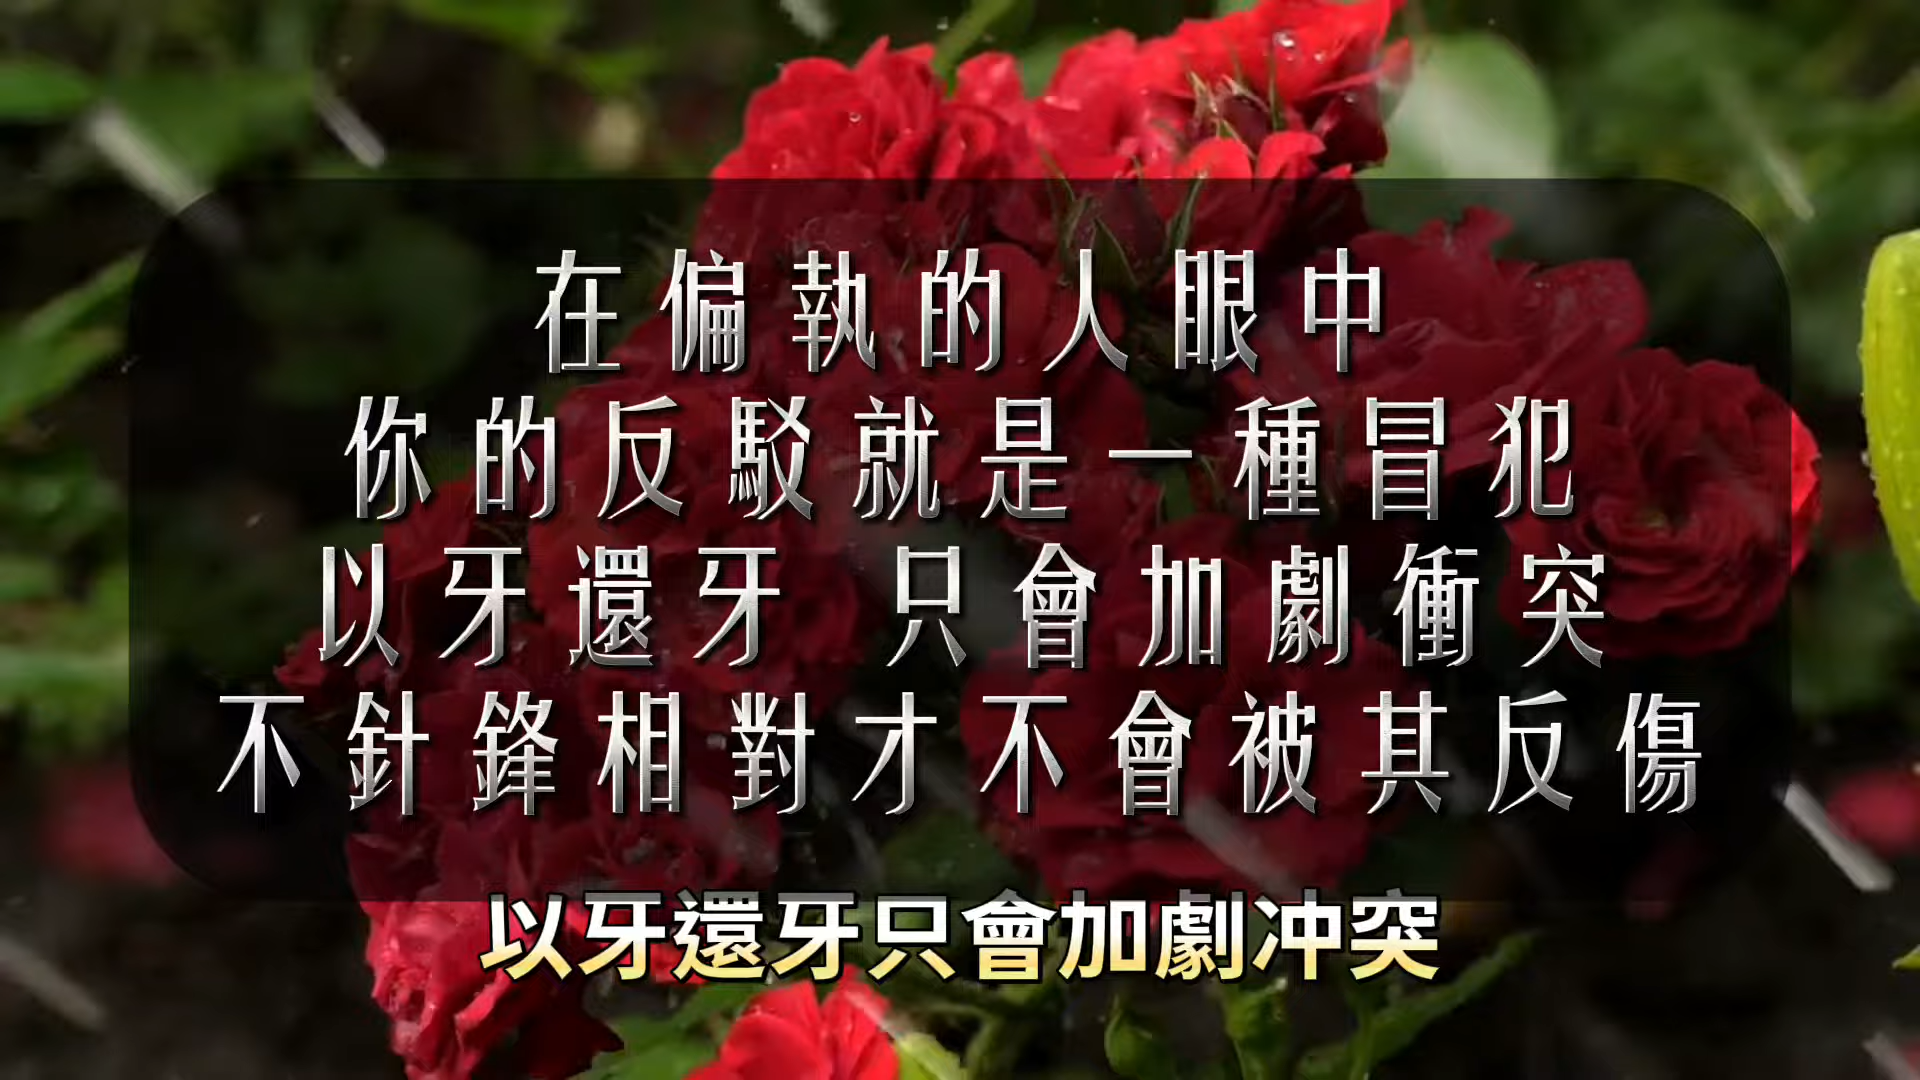 在偏執的人眼中
你的反駁就是一種冒犯
以牙還牙 只會加劇衝突
不針鋒相對才不會被其反傷
以牙還牙只會加劇冲突